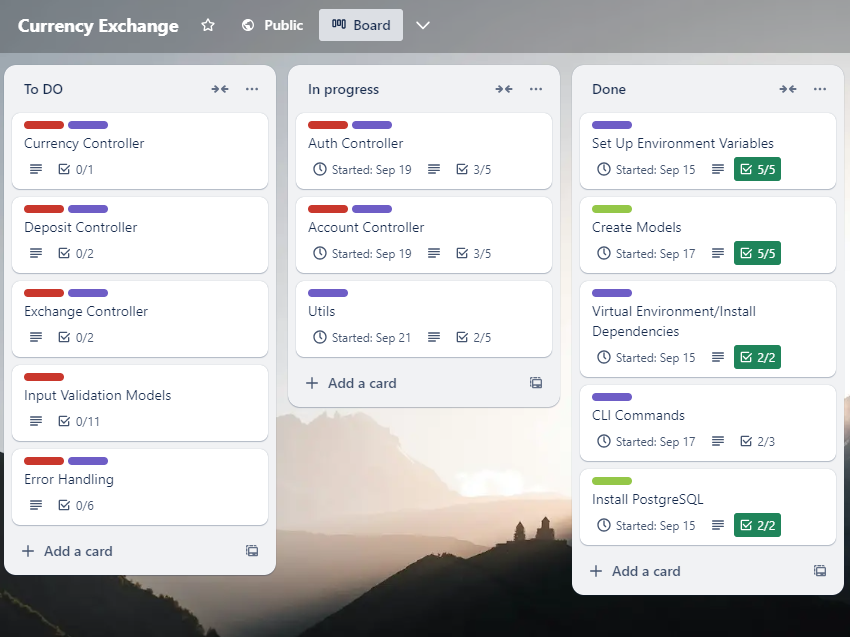 Currency Exchange
Public
Board
To DO
Currency Controller
0/1
Deposit Controller
0/2
Exchange Controller
0/2
Input Validation Models
0/11
Error Handling
0/6
Add a card
In progress
Auth Controller
Started: Sep 19
3/5
Account Controller
Started: Sep 19
3/5
Utils
Started: Sep 21
2/5
Add a card
Done
Set Up Environment Variables
Started: Sep 15
5/5
Create Models
Started: Sep 17
5/5
Virtual Environment/Install
Dependencies
Started: Sep 15
2/2
CLI Commands
Started: Sep 17
2/3
Install PostgreSQL
Started: Sep 15
2/2
Add a card